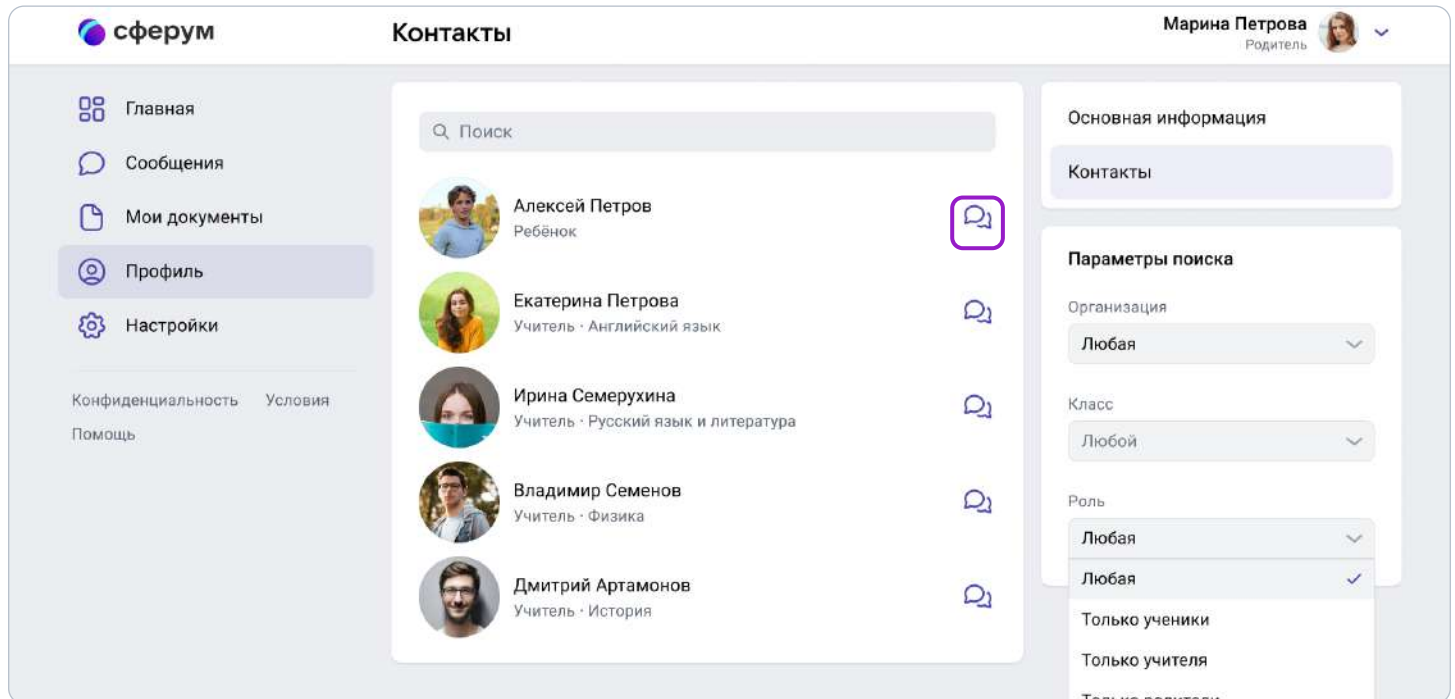 сферум
Контакты
Марина Петрова
Родитель
Главная
Сообщения
Мои документы
Профиль
Настройки
Конфиденциальность Условия
Помощь
Поиск
Алексей Петров
Ребёнок
Екатерина Петрова
Учитель · Английский язык
Ирина Семерухина
Учитель · Русский язык и литература
Владимир Семенов
Учитель · Физика
Дмитрий Артамонов
Учитель · История
Основная информация
Контакты
Параметры поиска
Организация
Любая
Класс
Любой
Роль
Любая
Любая
Только ученики
Только учителя
Только родители